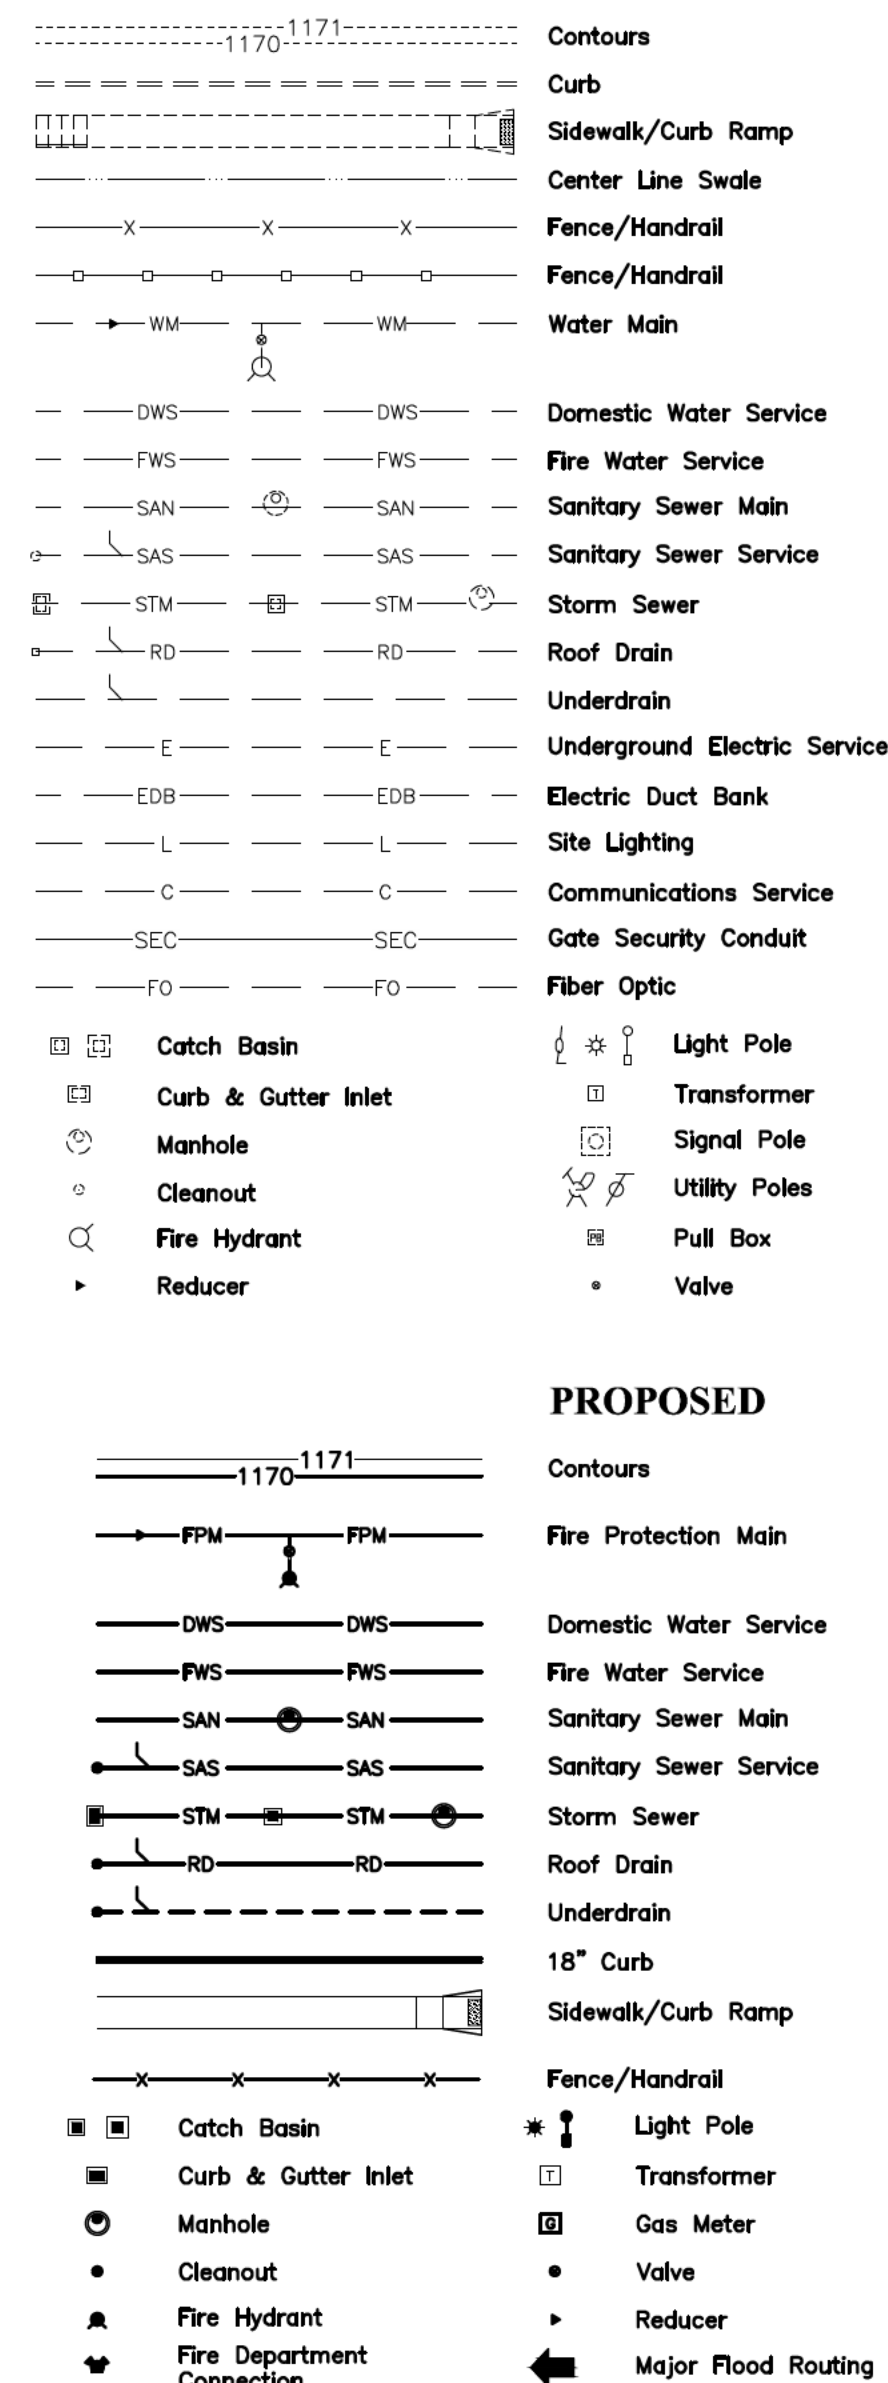 1171
1170
Contours
Curb
Sidewalk/Curb Ramp
Center Line Swale
X X X Fence/Handrail
Fence/Handrail
WM WM Water Main
DWS DWS Domestic Water Service
FWS FWS Fire Water Service
SAN SAN Sanitary Sewer Main
SAS SAS Sanitary Sewer Service
STM STM Storm Sewer
RD RD Roof Drain
Underdrain
E E Underground Electric Service
EDB EDB Electric Duct Bank
L L Site Lighting
C C Communications Service
SEC SEC Gate Security Conduit
FO FO Fiber Optic
Catch Basin Light Pole
Curb & Gutter Inlet T Transformer
Manhole Signal Pole
Cleanout Utility Poles
Fire Hydrant PB Pull Box
Reducer Valve
PROPOSED
1171
1170
Contours
FPM FPM Fire Protection Main
DWS DWS Domestic Water Service
FWS FWS Fire Water Service
SAN SAN Sanitary Sewer Main
SAS SAS Sanitary Sewer Service
STM STM Storm Sewer
RD RD Roof Drain
Underdrain
18" Curb
Sidewalk/Curb Ramp
X X X X Fence/Handrail
Catch Basin Light Pole
Curb & Gutter Inlet T Transformer
Manhole G Gas Meter
Cleanout Valve
Fire Hydrant Reducer
Fire Department Major Flood Routing
Connection